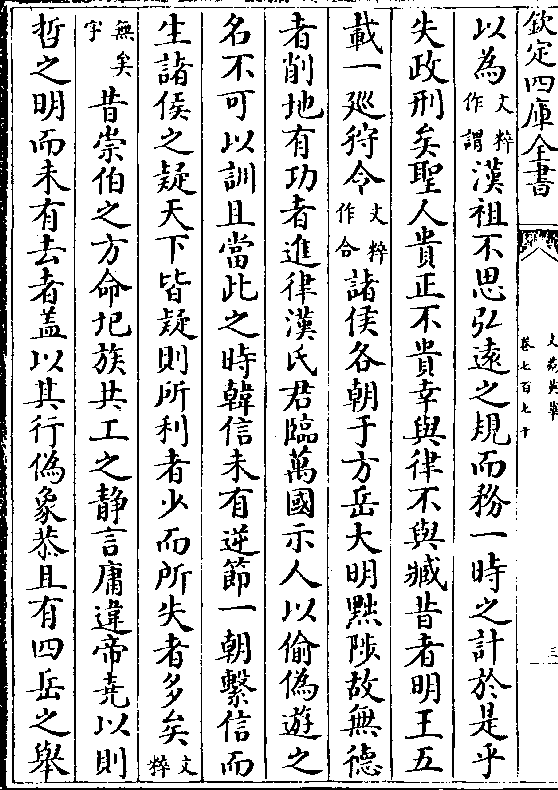 欽定四庫全書
文苑英華
卷七百七十
三
以為文粹作謂漢祖不思弘遠之規而務一時之計於是乎
失政刑矣聖人貴正不貴幸與律不與臧昔者明王五
載一廵狩令文粹作合諸侯各朝于方岳大明黜陟故無德
者削地有功者進律漢氏君臨萬國示人以偷偽遊之
名不可以訓且當此之時韓信未有逆節一朝繫信而
生諸侯之疑天下皆疑則所利者少而所失者多矣文粹
無矣字昔崇伯之方命圮族共工之静言庸違帝堯以則
哲之明而未有去者蓋以其行偽象恭且有四岳之舉